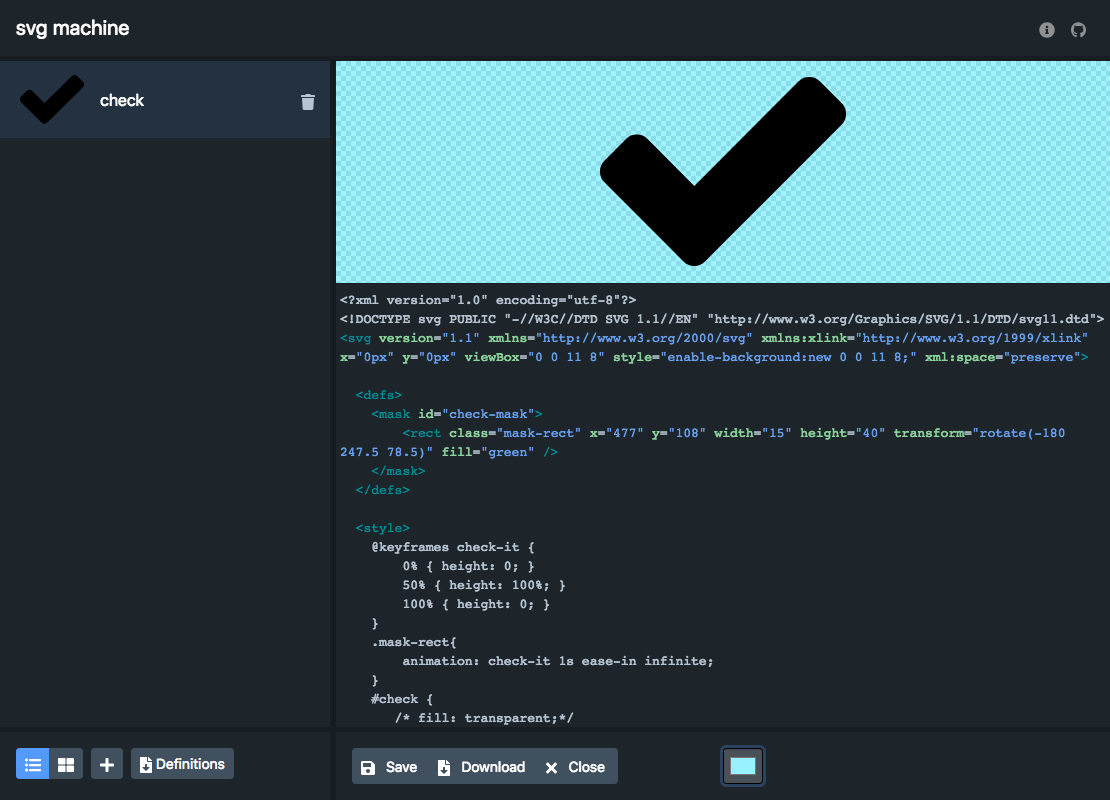 svg machine
check
<?xml version="1.0" encoding="utf-8"?>
<!DOCTYPE svg PUBLIC "-//W3C//DTD SVG 1.1//EN" "http://www.w3.org/Graphics/SVG/1.1/DTD/svg11.dtd">
<svg version="1.1" xmlns="http://www.w3.org/2000/svg" xmlns:xlink="http://www.w3.org/1999/xlink"
x="0px" y="0px" viewBox="0 0 11 8" style="enable-background:new 0 0 11 8;" xml:space="preserve">
<defs>
<mask id="check-mask">
<rect class="mask-rect" x="477" y="108" width="15" height="40" transform="rotate(-180
247.5 78.5)" fill="green" />
</mask>
</defs>
<style>
@keyframes check-it {
0% { height: 0; }
50% { height: 100%; }
100% { height: 0; }
}
.mask-rect{
animation: check-it 1s ease-in infinite;
}
#check {
/* fill: transparent;*/
Definitions
Save Download Close